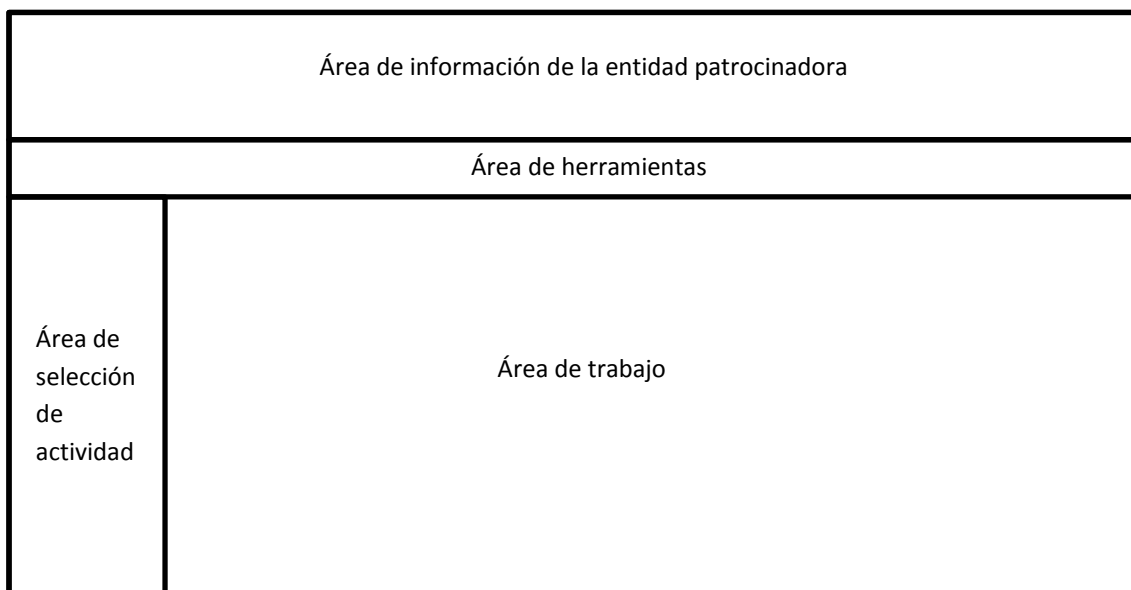 Área de información de la entidad patrocinadora
Área de herramientas
Área de
selección
de
actividad
Área de trabajo